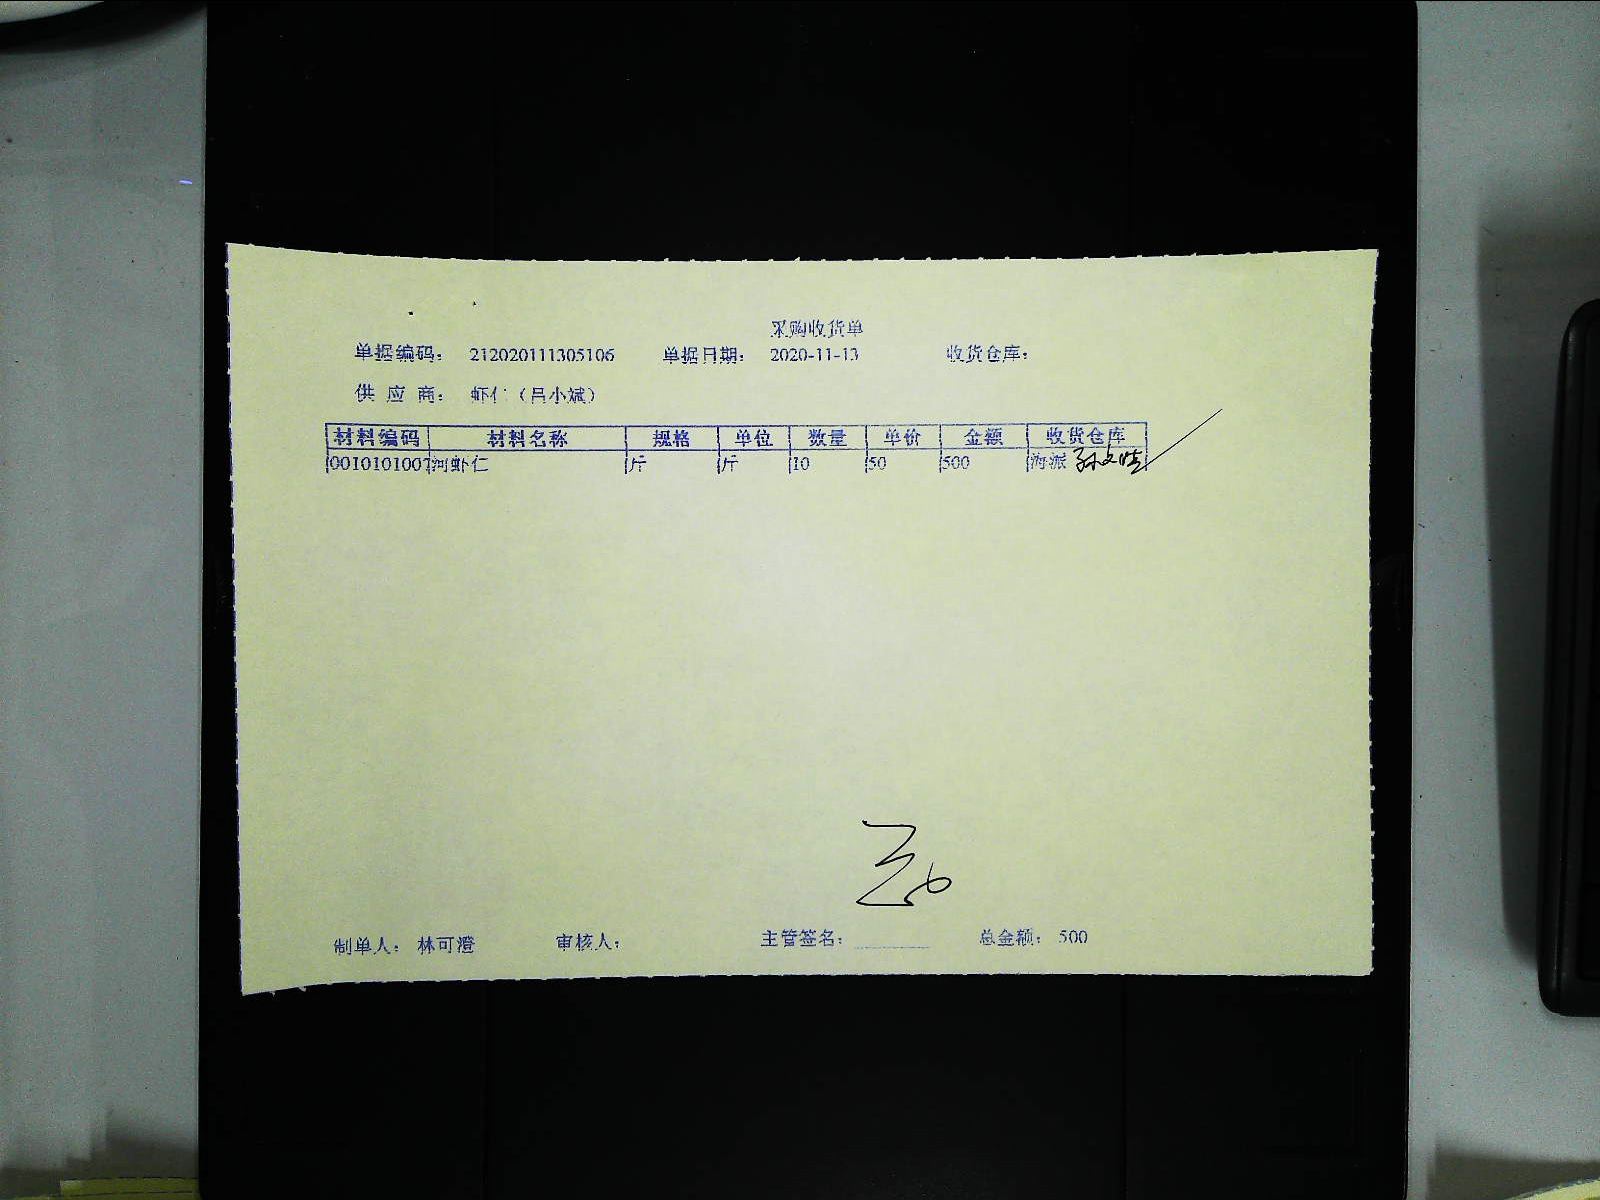 采购收货单
单据编码： 212020111305106 单据日期： 2020-11-13 收货仓库：
供 应 商： 虾仁（吕小斌）
材料编码 材料名称 规格 单位 数量 单价 金额 收货仓库
0010101007 河虾仁 斤 斤 10 50 500 海派
制单人： 林可澄 审核人： 主管签名： 总金额： 500